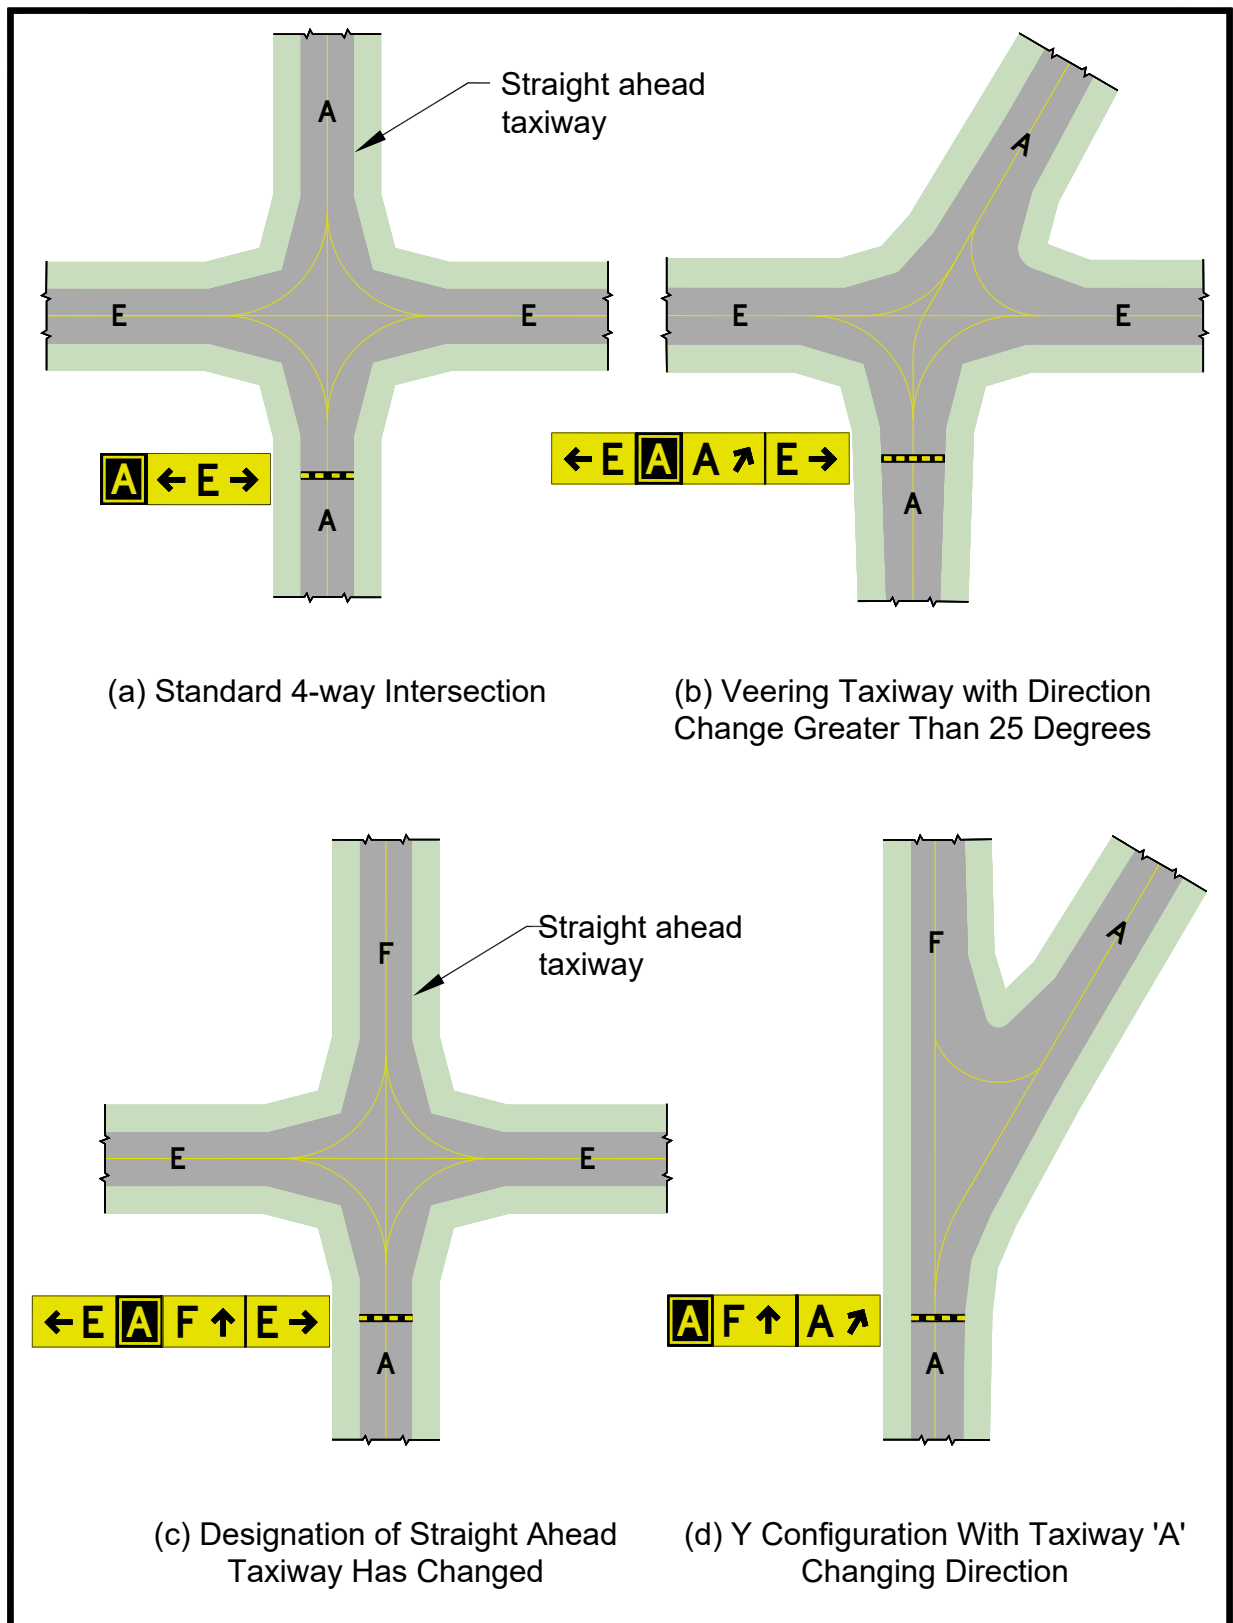 A
Straight ahead
taxiway
E
E
A ← E →
A
(a) Standard 4-way Intersection
A
E
E
← E A A ↗ E →
A
(b) Veering Taxiway with Direction
Change Greater Than 25 Degrees
F
Straight ahead
taxiway
E
E
← E A F ↑ E →
A
(c) Designation of Straight Ahead
Taxiway Has Changed
F
A
A F ↑ A ↗
A
(d) Y Configuration With Taxiway 'A'
Changing Direction